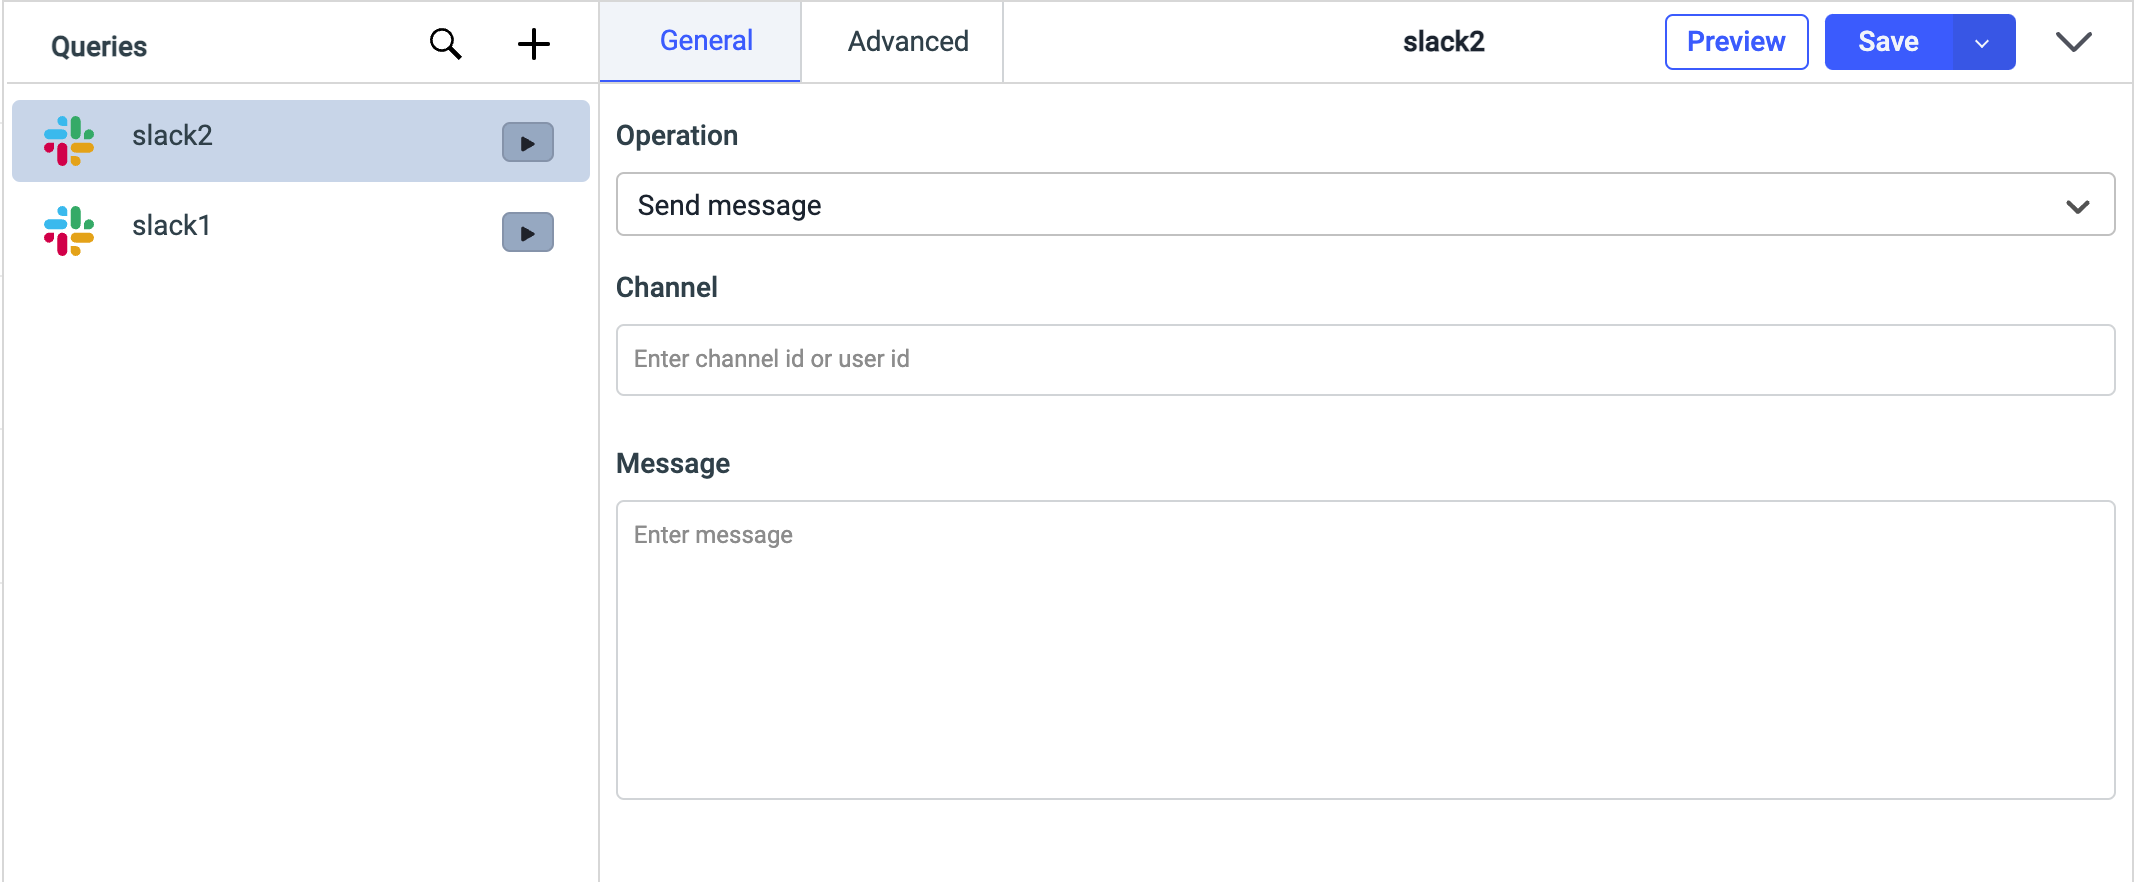 Queries
General
Advanced
slack2
Preview
Save
slack2
slack1
Operation
Send message
Channel
Enter channel id or user id
Message
Enter message